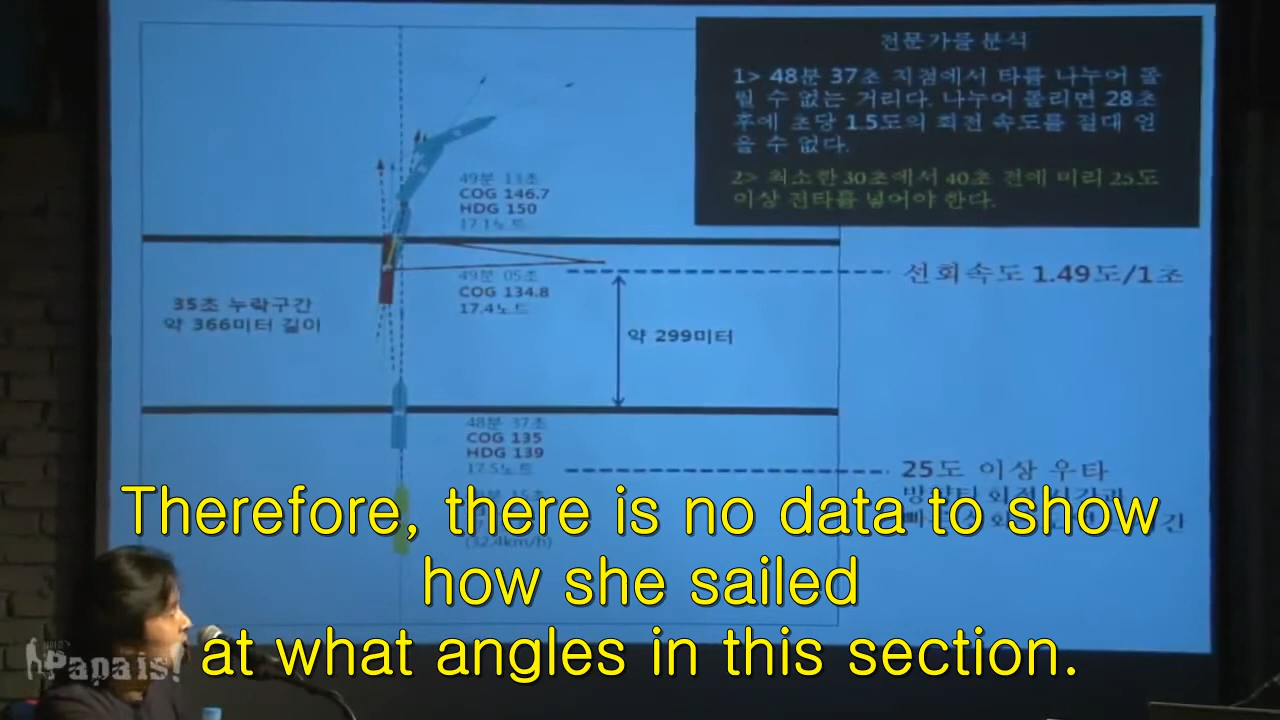 전문가들 분석
1> 48분 37초 지점에서 타를 나누어 돌
릴 수 없는 거리다. 나누어 돌리면 28초
후에 초당 1.5도의 회전 속도를 절대 얻
을 수 없다.
2> 최소한 30초에서 40초 전에 미리 25도
이상 전타를 넣어야 한다.
49분 13초
COG 146.7
HDG 150
17.1노트
49분 05초
COG 134.8
17.4노트
선회속도 1.49도/1초
35초 누락구간
약 366미터 길이
약 299미터
48분 37초
COG 135
HDG 139
17.5노트
25도 이상 우타
(32.4km/h)
Therefore, there is no data to show
how she sailed
at what angles in this section.
Papais!